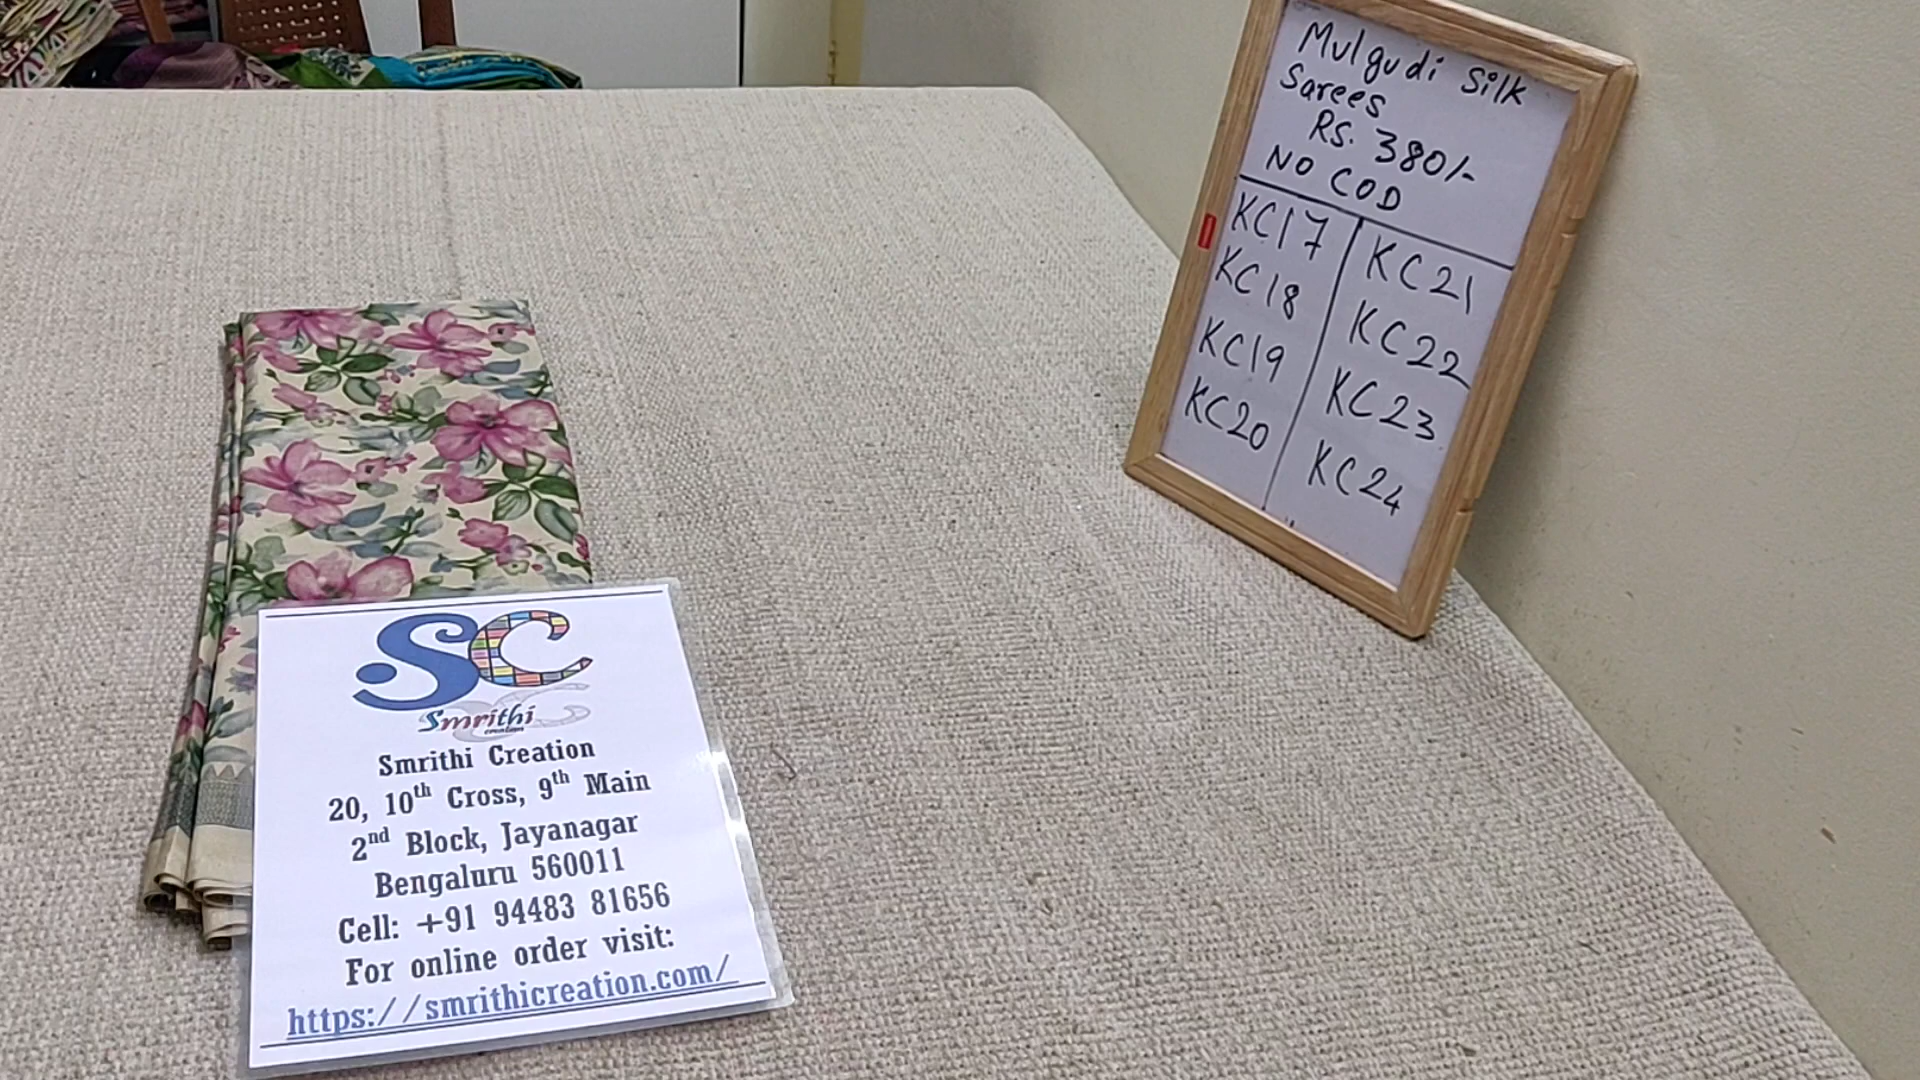 Mulgudi Silk
Sarees
RS. 380/-
NO COD
KC17
KC18
KC19
KC20
KC21
KC22
KC23
KC24
SC
Smrithi
creation
Smrithi Creation
20, 10th Cross, 9th Main
2nd Block, Jayanagar
Bengaluru 560011
Cell: +91 94483 81656
For online order visit:
https://smrithicreation.com/